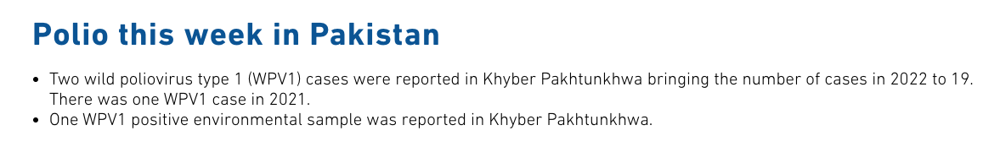 Polio this week in Pakistan
• Two wild poliovirus type 1 (WPV1) cases were reported in Khyber Pakhtunkhwa bringing the number of cases in 2022 to 19.
There was one WPV1 case in 2021.
• One WPV1 positive environmental sample was reported in Khyber Pakhtunkhwa.